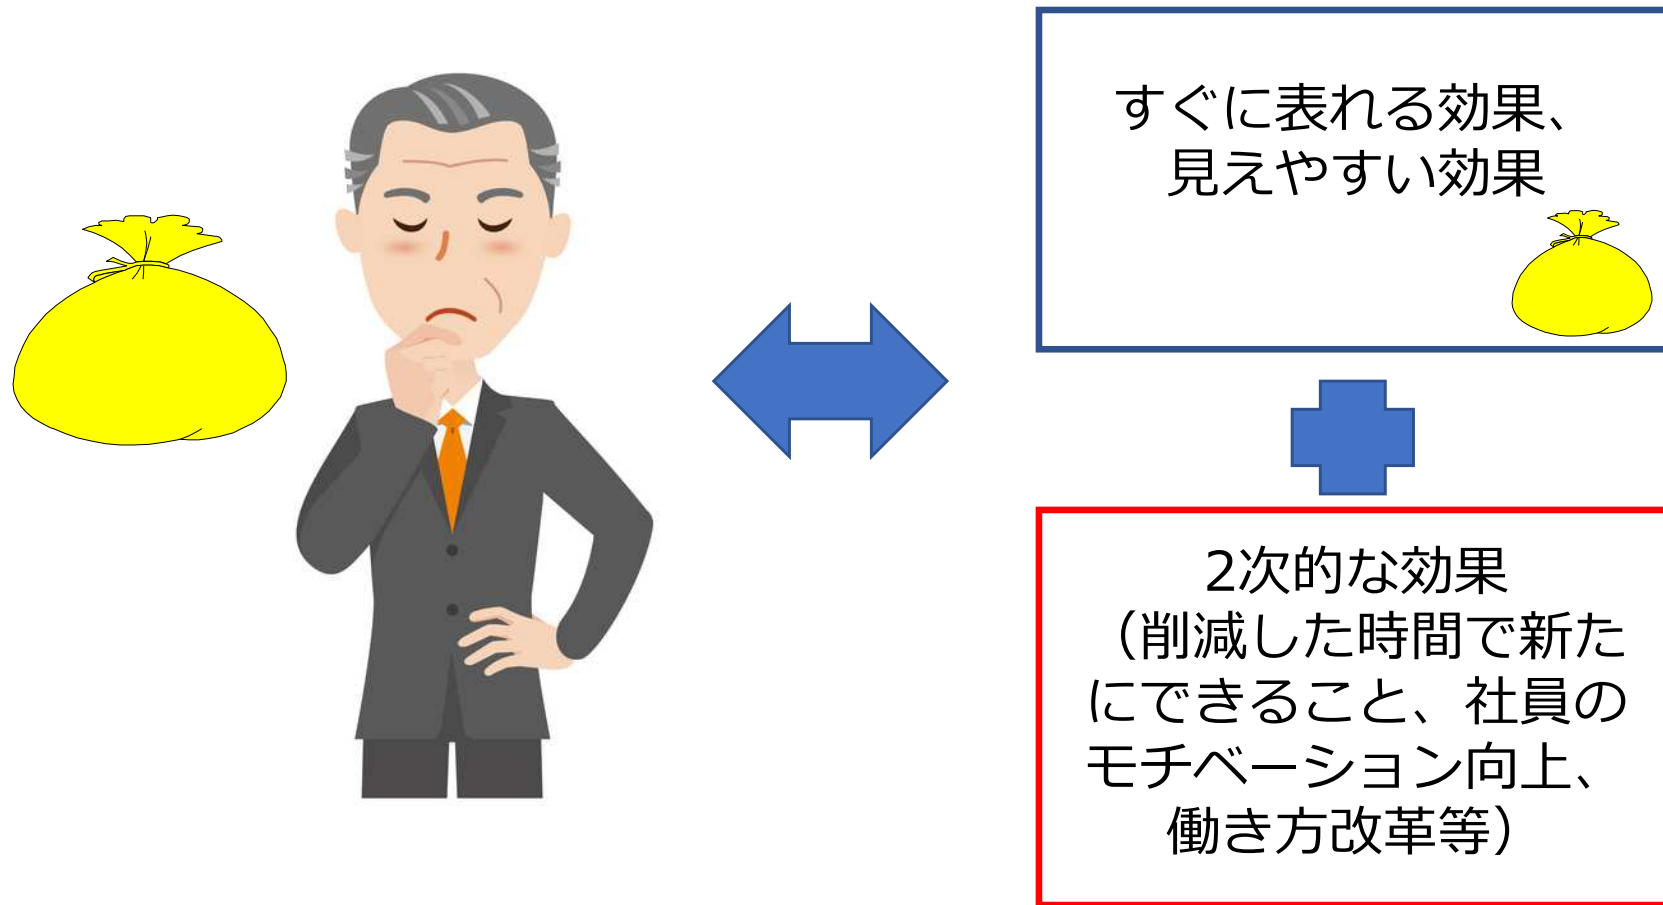 すぐに表れる効果、
見えやすい効果
2次的な効果
（削減した時間で新た
にできること、社員の
モチベーション向上、
働き方改革等）